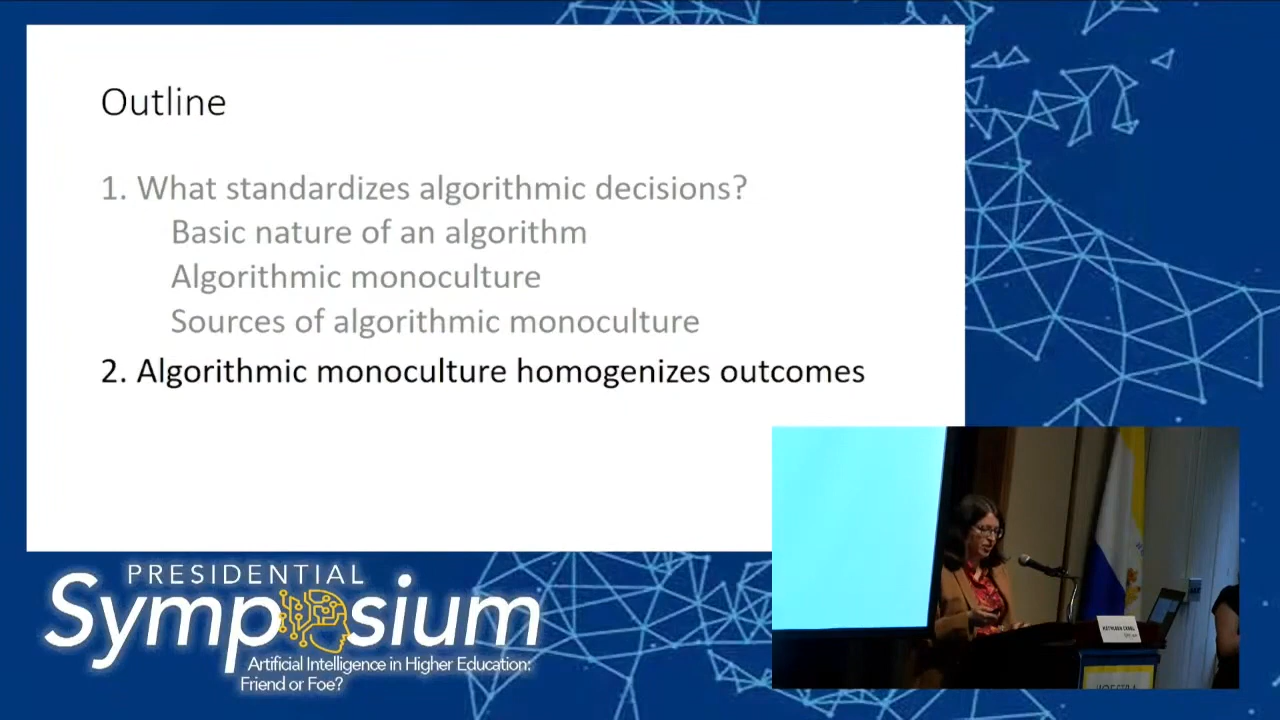 Outline
1. What standardizes algorithmic decisions?
Basic nature of an algorithm
Algorithmic monoculture
Sources of algorithmic monoculture
2. Algorithmic monoculture homogenizes outcomes
PRESIDENTIAL
Symposium
Artificial Intelligence in Higher Education:
Friend or Foe?